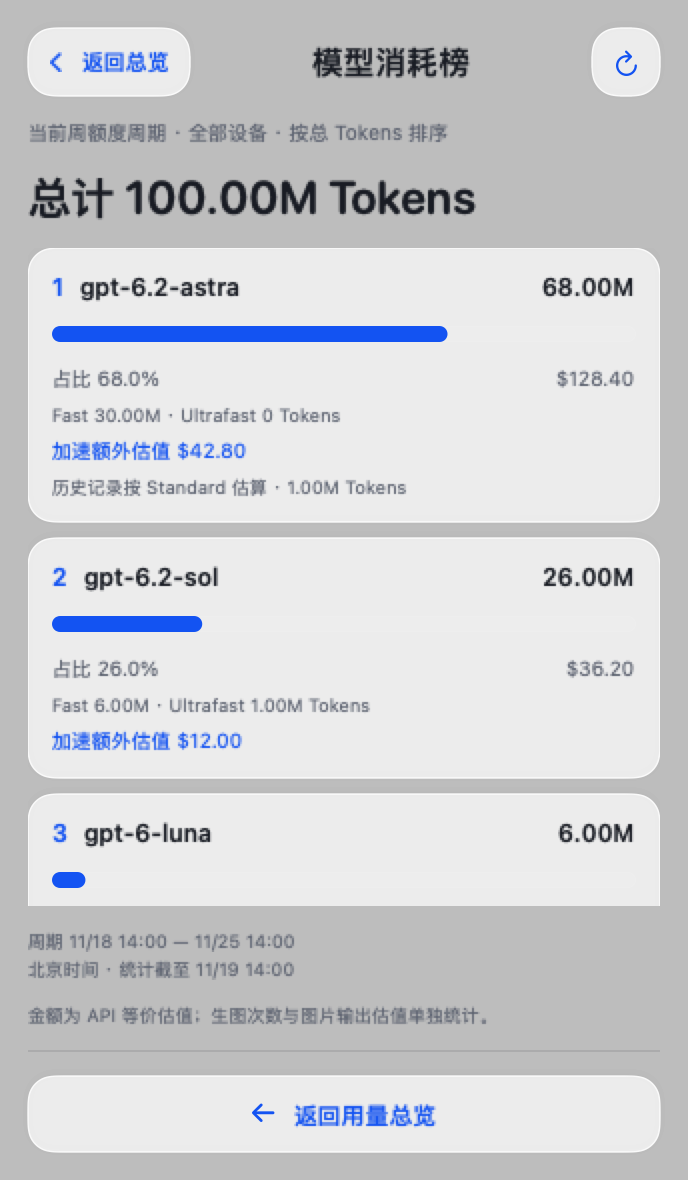 返回总览
模型消耗榜
当前周额度周期 · 全部设备 · 按总 Tokens 排序
总计 100.00M Tokens
1 gpt-6.2-astra 68.00M
占比 68.0% $128.40
Fast 30.00M · Ultrafast 0 Tokens
加速额外估值 $42.80
历史记录按 Standard 估算 · 1.00M Tokens
2 gpt-6.2-sol 26.00M
占比 26.0% $36.20
Fast 6.00M · Ultrafast 1.00M Tokens
加速额外估值 $12.00
3 gpt-6-luna 6.00M
周期 11/18 14:00 — 11/25 14:00
北京时间 · 统计截至 11/19 14:00
金额为 API 等价估值；生图次数与图片输出估值单独统计。
← 返回用量总览